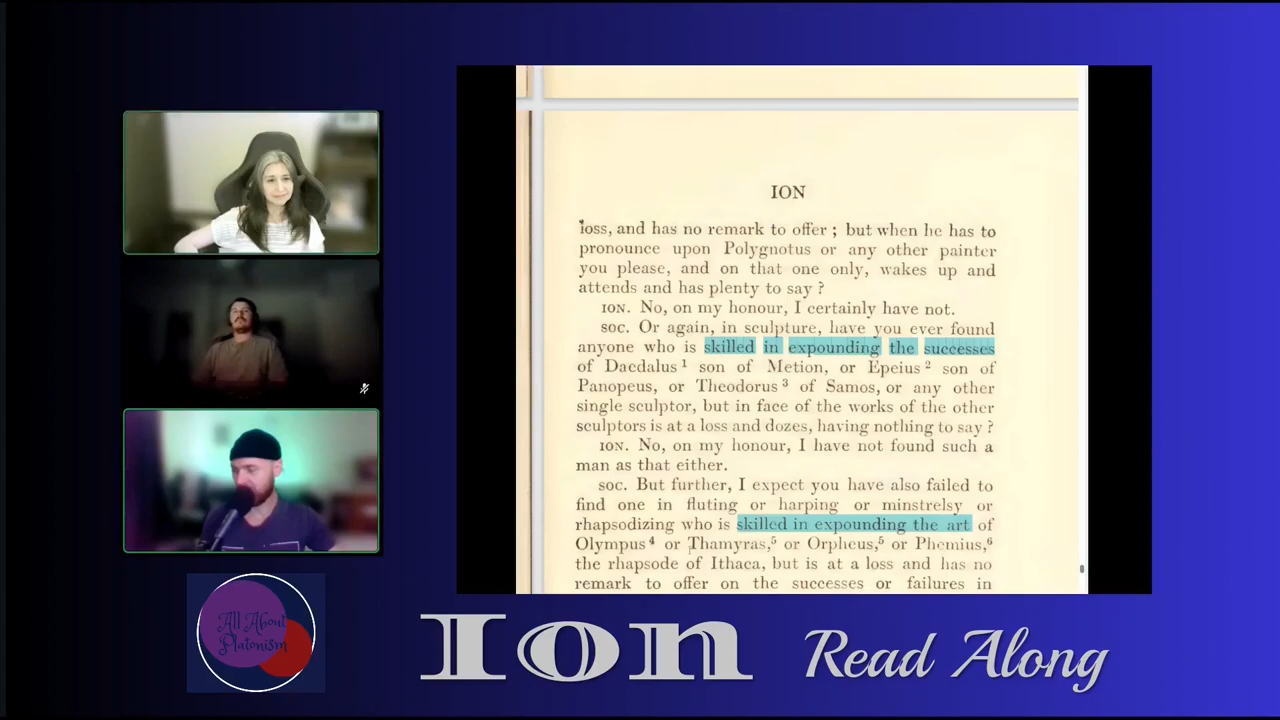 ION
loss, and has no remark to offer ; but when he has to
pronounce upon Polygnotus or any other painter
you please, and on that one only, wakes up and
attends and has plenty to say ?
ION. No, on my honour, I certainly have not.
SOC. Or again, in sculpture, have you ever found
anyone who is skilled in expounding the successes
of Daedalus 1 son of Metion, or Epeius 2 son of
Panopeus, or Theodorus 3 of Samos, or any other
single sculptor, but in face of the works of the other
sculptors is at a loss and dozes, having nothing to say ?
ION. No, on my honour, I have not found such a
man as that either.
SOC. But further, I expect you have also failed to
find one in fluting or harping or minstrelsy or
rhapsodizing who is skilled in expounding the art of
Olympus 4 or Thamyras,5 or Orpheus,5 or Phemius,6
the rhapsode of Ithaca, but is at a loss and has no
remark to offer on the successes or failures in
All About
Platonism
Ion Read Along